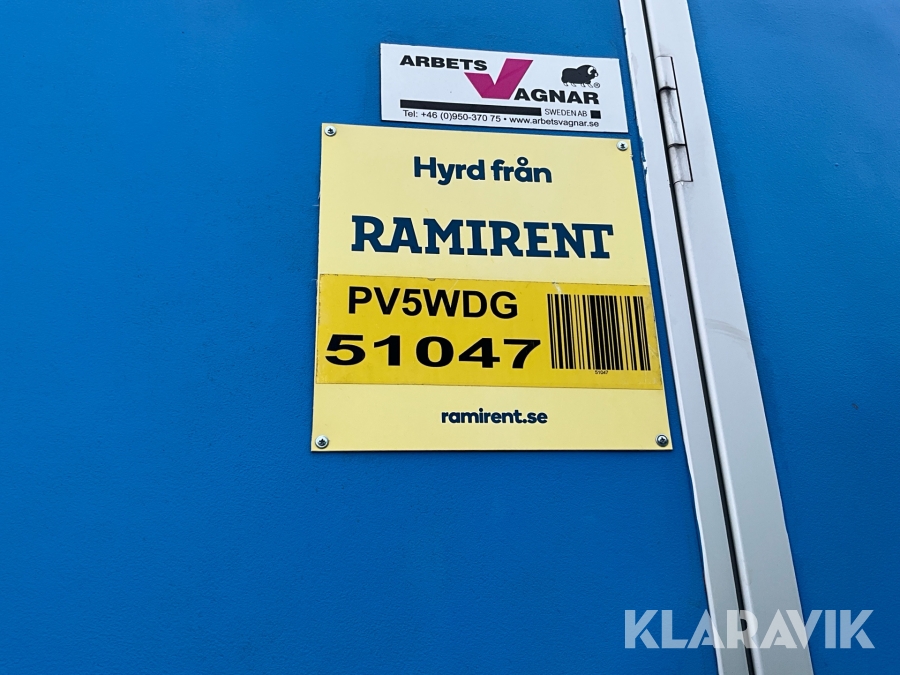 ARBETS
VAGNAR
®
SWEDEN AB
Tel: +46 (0)950-370 75 • www.arbetsvagnar.se
Hyrd från
RAMIRENT
PV5WDG
51047
51047
ramirent.se
KLARAVIK